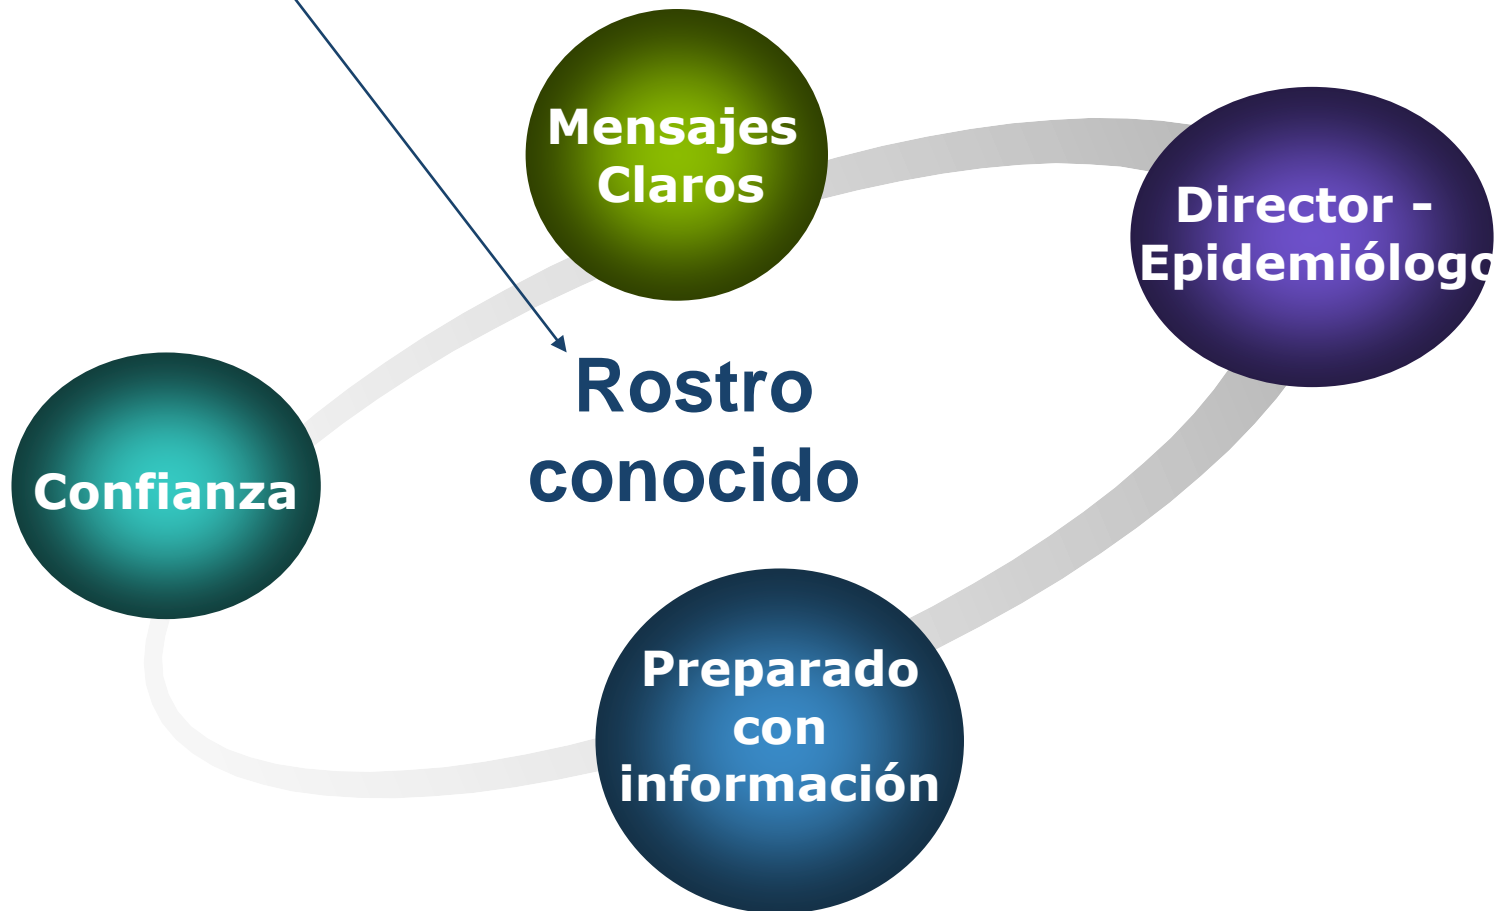 Mensajes
Claros
Director -
Epidemiólogo
Rostro
conocido
Confianza
Preparado
con
información